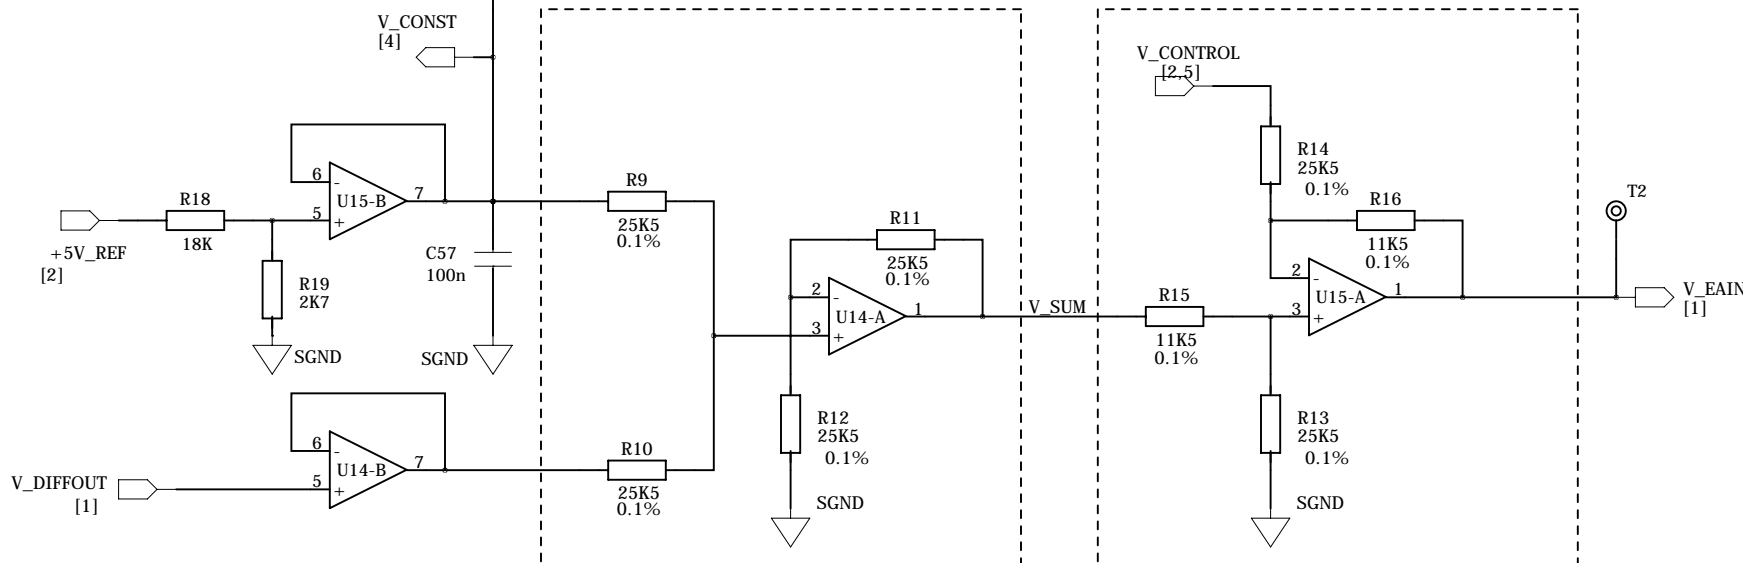 V_CONST
[4]
V_CONTROL
[2,5]
R14
25K5
0.1%
6
-
U15-B
7
5
+
R18
18K
+5V_REF
[2]
R19
2K7
SGND
C57
100n
SGND
R9
25K5
0.1%
R11
25K5
0.1%
2
-
U14-A
1
3
+
V_SUM
R12
25K5
0.1%
SGND
R16
11K5
0.1%
T2
2
-
U15-A
1
3
+
R15
11K5
0.1%
V_EAIN
[1]
R13
25K5
0.1%
SGND
6
-
U14-B
7
5
+
V_DIFFOUT
[1]
R10
25K5
0.1%